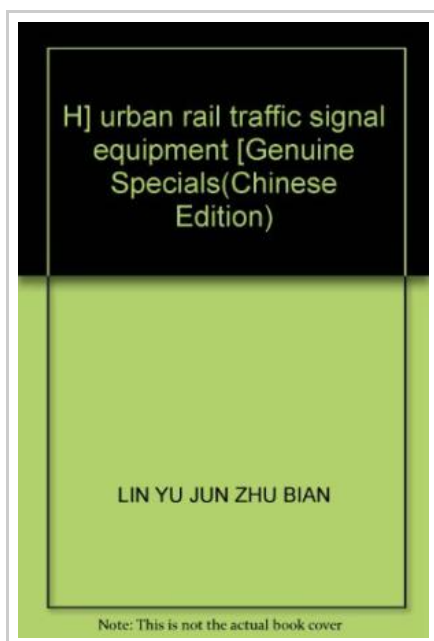 H] urban rail traffic signal
equipment [Genuine
Specials(Chinese
Edition)
LIN YU JUN ZHU BIAN
Note: This is not the actual book cover